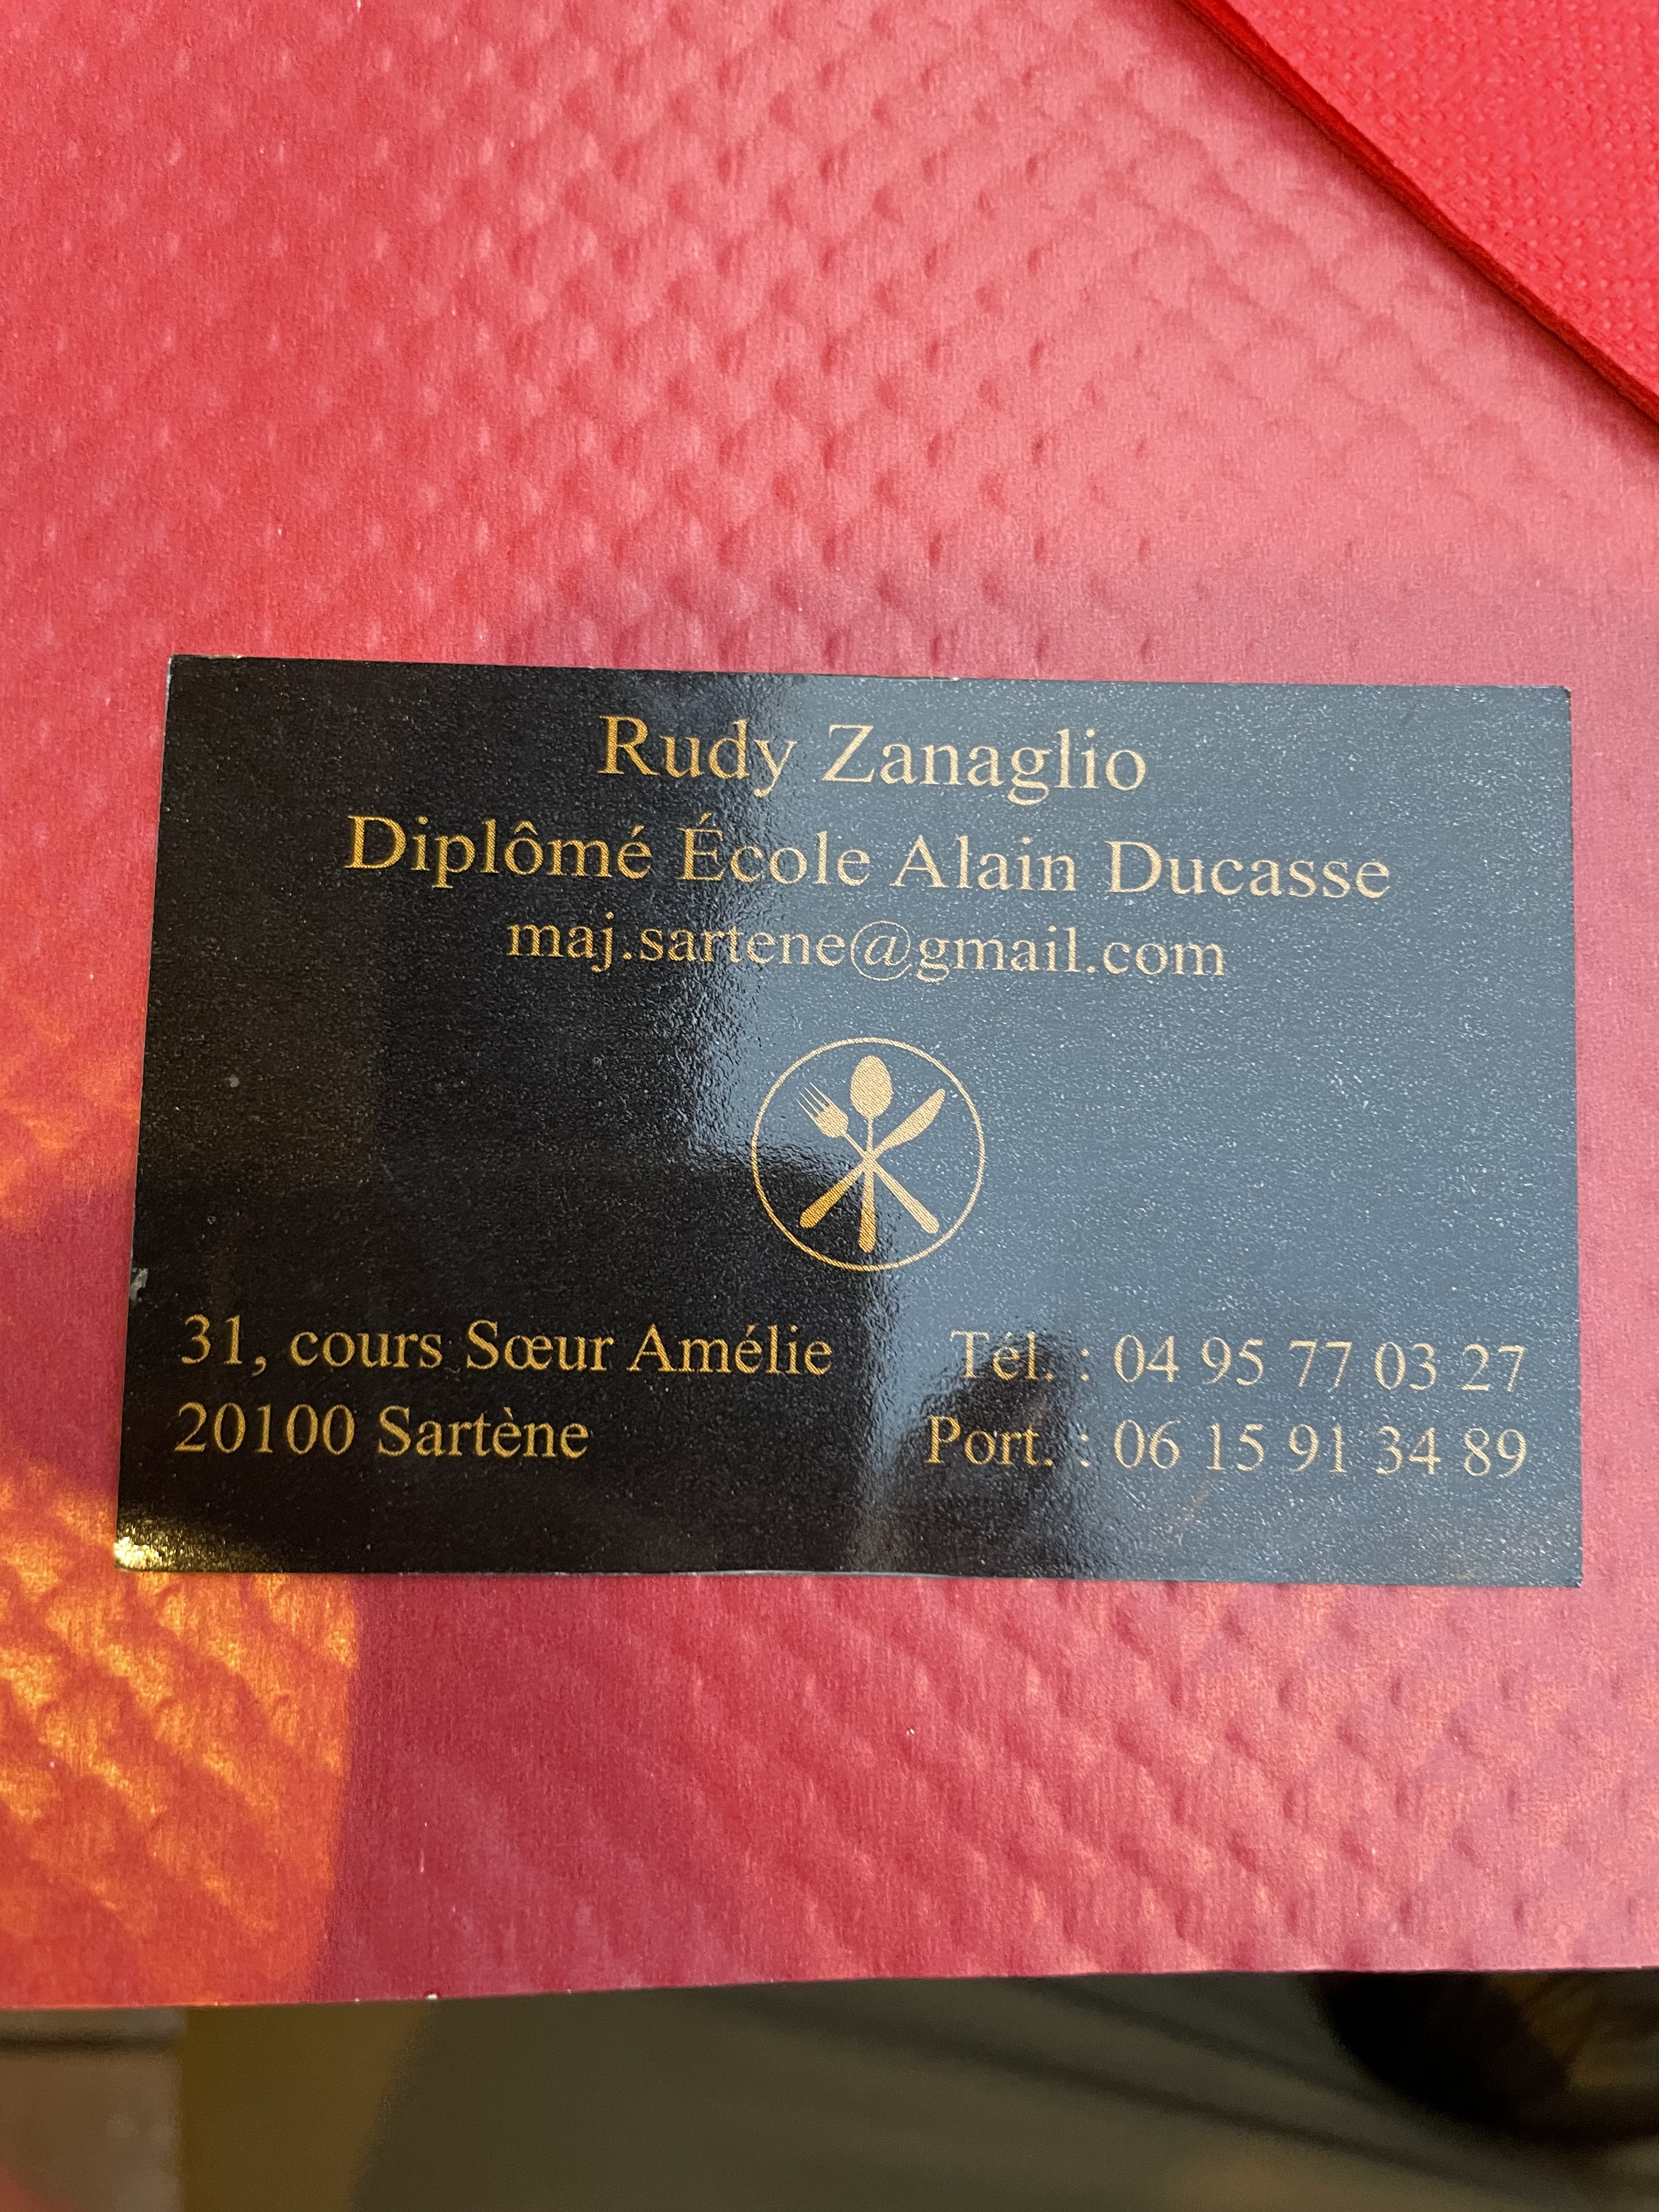 Rudy Zanaglio
Diplômé École Alain Ducasse
maj.sartene@gmail.com
31, cours Sœur Amélie
20100 Sartène
Tél. : 04 95 77 03 27
Port. : 06 15 91 34 89